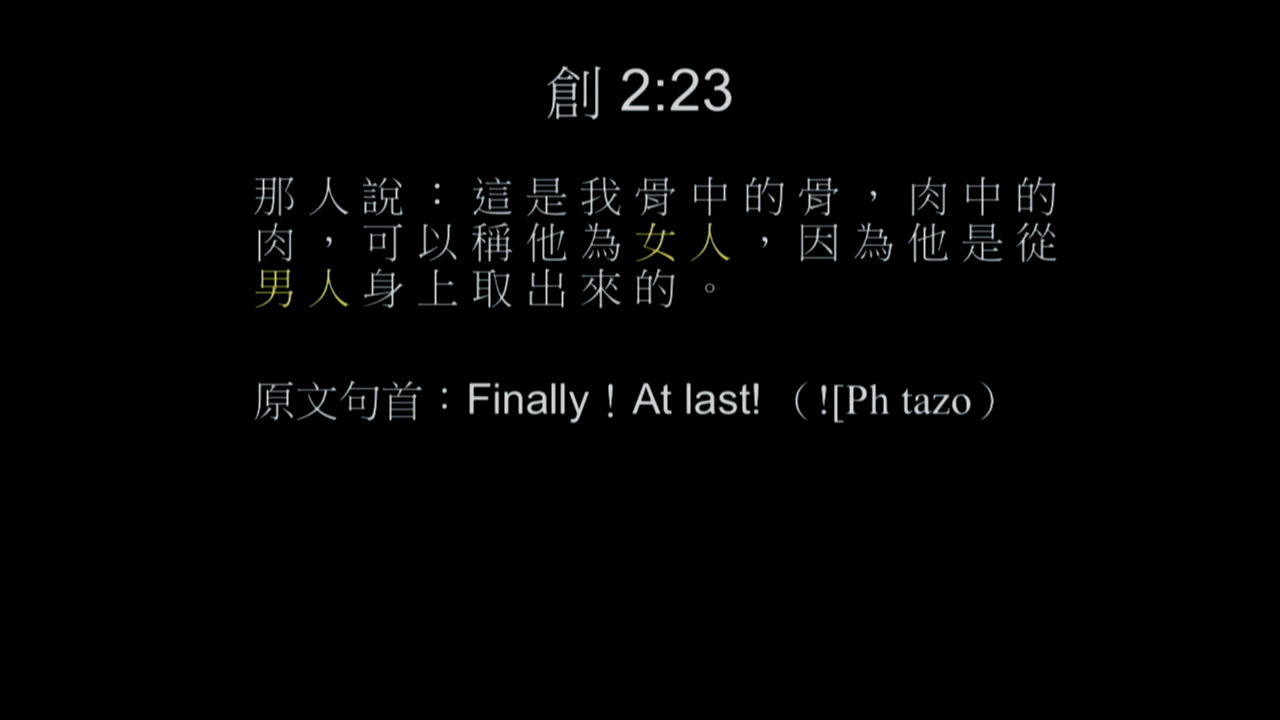 創 2:23
那人說：這是我骨中的骨，肉中的
肉，可以稱他為女人，因為他是從
男人身上取出來的。
原文句首：Finally！At last! （![Ph tazo）